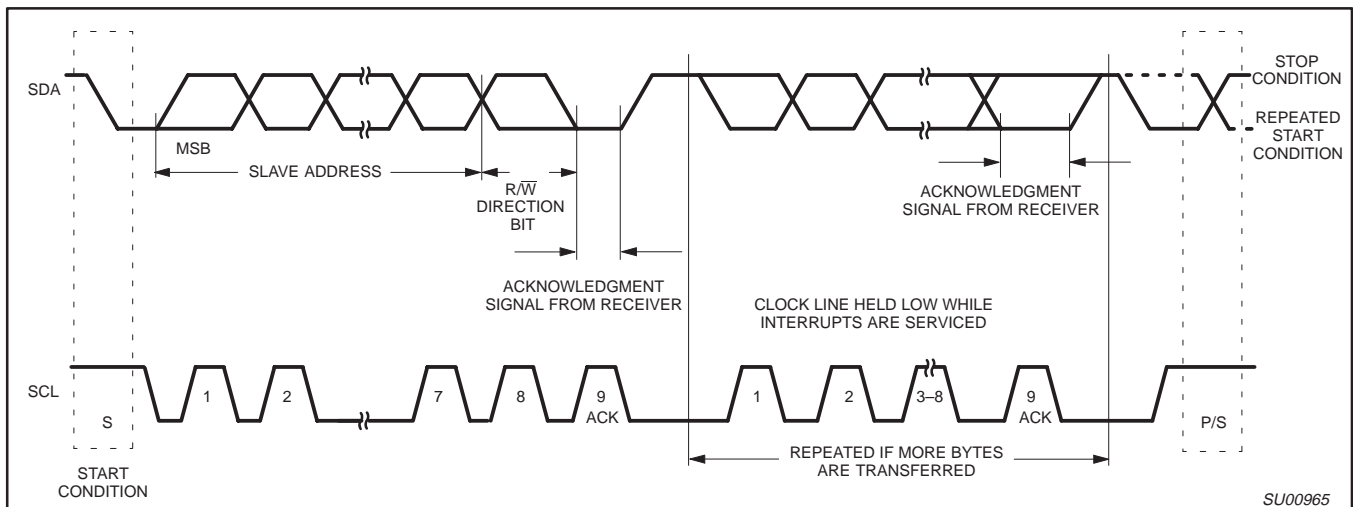 SDA
STOP
CONDITION
REPEATED
START
CONDITION
MSB
SLAVE ADDRESS
R/W̅
DIRECTION
BIT
ACKNOWLEDGMENT
SIGNAL FROM RECEIVER
ACKNOWLEDGMENT
SIGNAL FROM RECEIVER
CLOCK LINE HELD LOW WHILE
INTERRUPTS ARE SERVICED
SCL
S
1
2
7
8
9
ACK
1
2
3–8
9
ACK
P/S
REPEATED IF MORE BYTES
ARE TRANSFERRED
START
CONDITION
SU00965